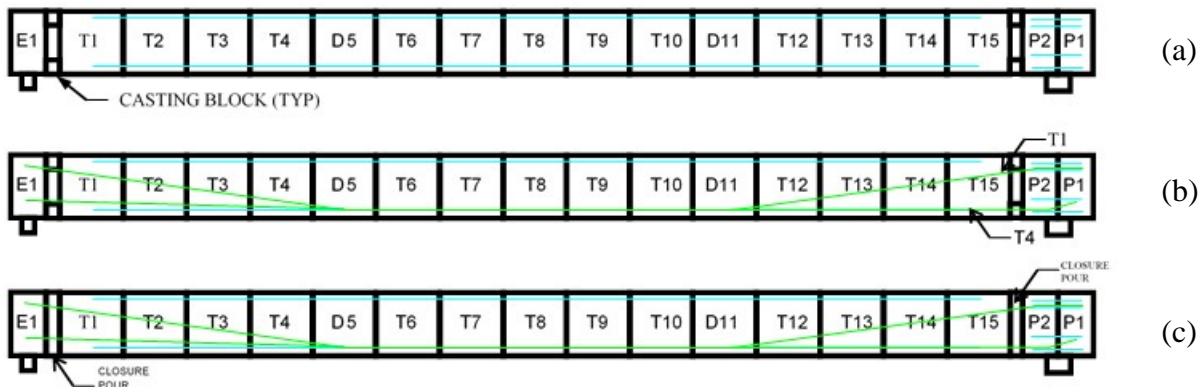 E1 T1 T2 T3 T4 D5 T6 T7 T8 T9 T10 D11 T12 T13 T14 T15 P2 P1 (a)
CASTING BLOCK (TYP)
T1
E1 T1 T2 T3 T4 D5 T6 T7 T8 T9 T10 D11 T12 T13 T14 T15 P2 P1 (b)
T4
CLOSURE
POUR
E1 T1 T2 T3 T4 D5 T6 T7 T8 T9 T10 D11 T12 T13 T14 T15 P2 P1 (c)
CLOSURE
POUR